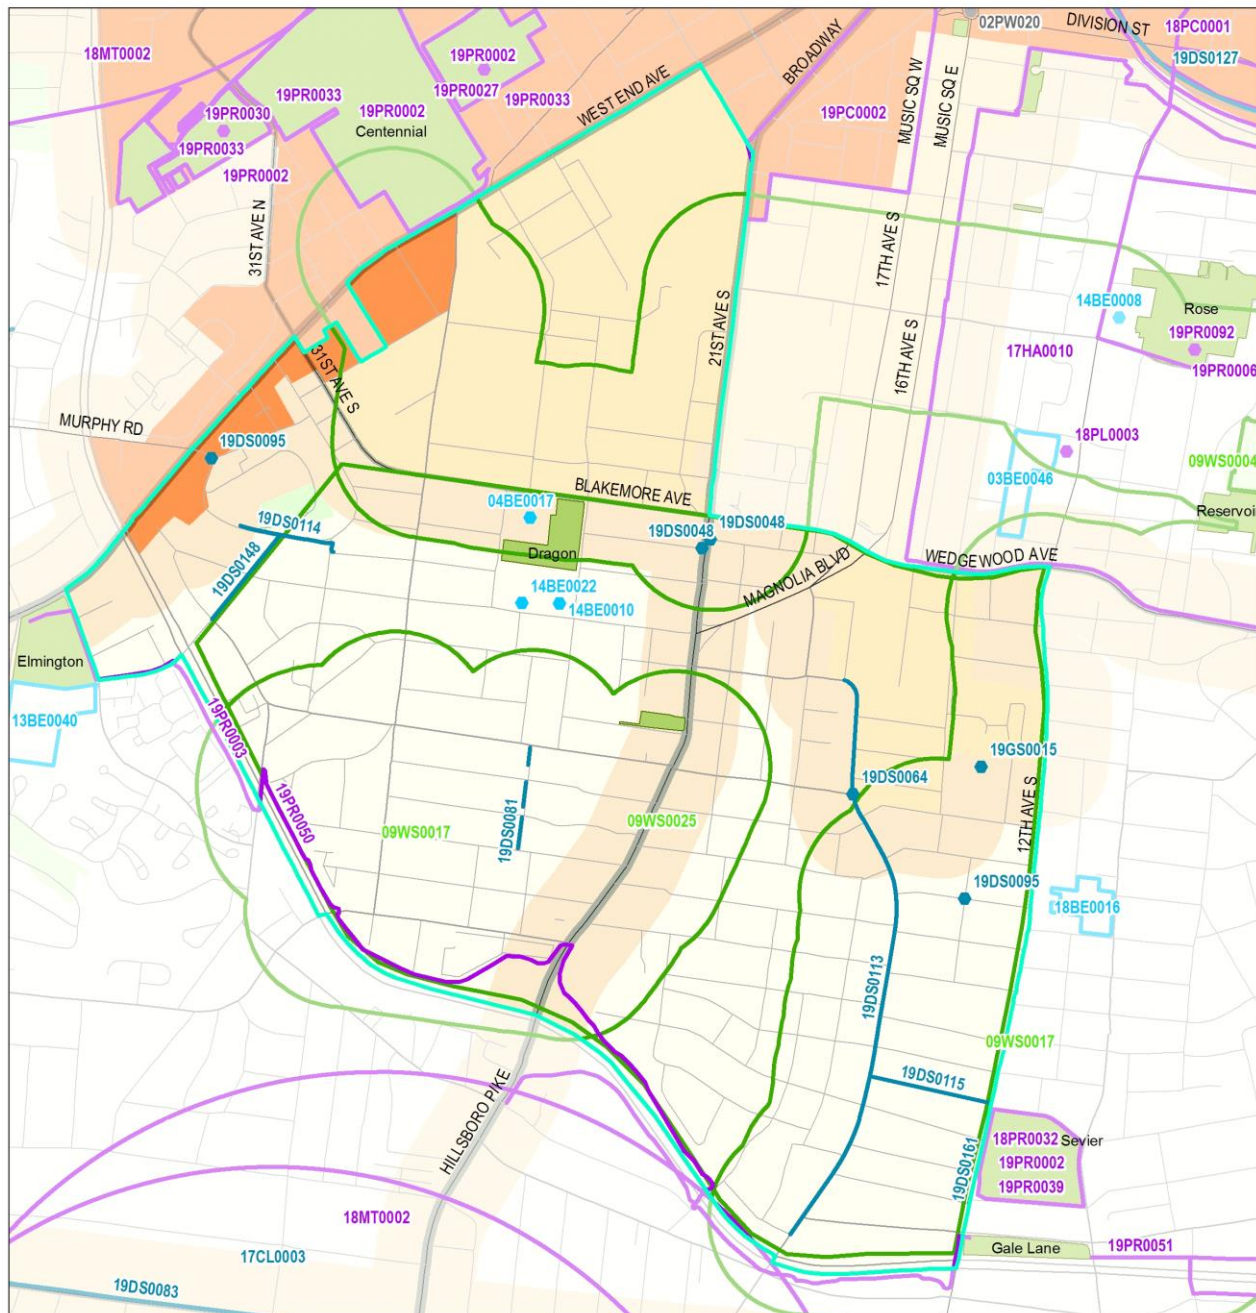 02PW020
DIVISION ST
18PC0001
19DS0127
18MT0002
BROADWAY
19PR0002
WEST END AVE
19PR0027
19PR0033
19PR0033
19PR0002
Centennial
19PC0002
MUSIC SQ W
MUSIC SQ E
19PR0030
19PR0033
19PR0002
31ST AVE N
17TH AVE S
14BE0008
Rose
19PR0092
19PR0006
17HA0010
21ST AVE S
16TH AVE S
31ST AVE S
MURPHY RD
19DS0095
18PL0003
09WS0004
03BE0046
BLAKEMORE AVE
04BE0017
Reservoir
19DS0114
19DS0048
19DS0048
Dragon
19DS0148
WEDGEWOOD AVE
MAGNOLIA BLVD
14BE0022
14BE0010
Elmington
13BE0040
19PR0003
19GS0015
19DS0064
19PR0050
09WS0017
19DS0081
09WS0025
12TH AVE S
19DS0095
18BE0016
19DS0113
09WS0017
19DS0115
HILLSBORO PIKE
18PR0032
Sevier
19PR0002
19PR0039
19DS0161
18MT0002
Gale Lane
19PR0051
17CL0003
19DS0083